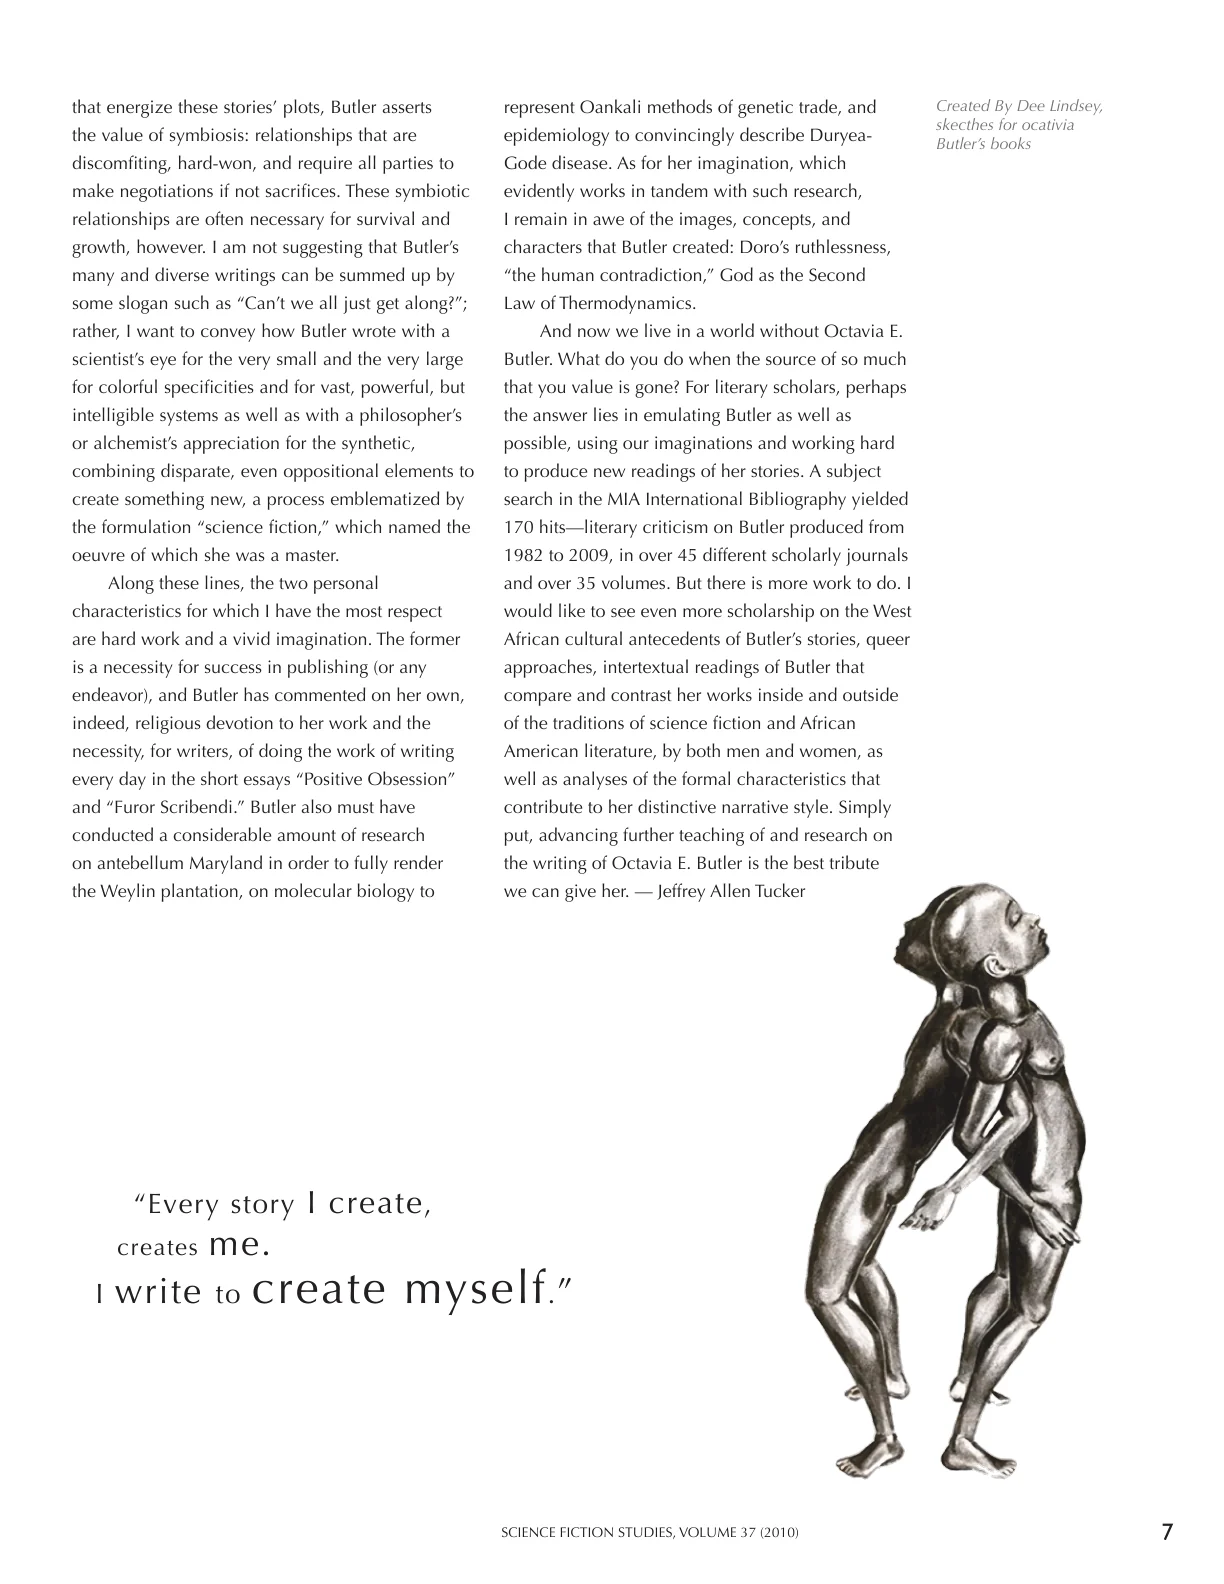 that energize these stories’ plots, Butler asserts
the value of symbiosis: relationships that are
discomfiting, hard-won, and require all parties to
make negotiations if not sacrifices. These symbiotic
relationships are often necessary for survival and
growth, however. I am not suggesting that Butler’s
many and diverse writings can be summed up by
some slogan such as “Can’t we all just get along?”;
rather, I want to convey how Butler wrote with a
scientist’s eye for the very small and the very large
for colorful specificities and for vast, powerful, but
intelligible systems as well as with a philosopher’s
or alchemist’s appreciation for the synthetic,
combining disparate, even oppositional elements to
create something new, a process emblematized by
the formulation “science fiction,” which named the
oeuvre of which she was a master.
Along these lines, the two personal
characteristics for which I have the most respect
are hard work and a vivid imagination. The former
is a necessity for success in publishing (or any
endeavor), and Butler has commented on her own,
indeed, religious devotion to her work and the
necessity, for writers, of doing the work of writing
every day in the short essays “Positive Obsession”
and “Furor Scribendi.” Butler also must have
conducted a considerable amount of research
on antebellum Maryland in order to fully render
the Weylin plantation, on molecular biology to
represent Oankali methods of genetic trade, and
epidemiology to convincingly describe Duryea-
Gode disease. As for her imagination, which
evidently works in tandem with such research,
I remain in awe of the images, concepts, and
characters that Butler created: Doro’s ruthlessness,
“the human contradiction,” God as the Second
Law of Thermodynamics.
And now we live in a world without Octavia E.
Butler. What do you do when the source of so much
that you value is gone? For literary scholars, perhaps
the answer lies in emulating Butler as well as
possible, using our imaginations and working hard
to produce new readings of her stories. A subject
search in the MIA International Bibliography yielded
170 hits—literary criticism on Butler produced from
1982 to 2009, in over 45 different scholarly journals
and over 35 volumes. But there is more work to do. I
would like to see even more scholarship on the West
African cultural antecedents of Butler’s stories, queer
approaches, intertextual readings of Butler that
compare and contrast her works inside and outside
of the traditions of science fiction and African
American literature, by both men and women, as
well as analyses of the formal characteristics that
contribute to her distinctive narrative style. Simply
put, advancing further teaching of and research on
the writing of Octavia E. Butler is the best tribute
we can give her. — Jeffrey Allen Tucker
Created By Dee Lindsey,
skecthes for ocativia
Butler’s books
“Every story I create,
creates me.
I write to create myself.”
SCIENCE FICTION STUDIES, VOLUME 37 (2010)
7